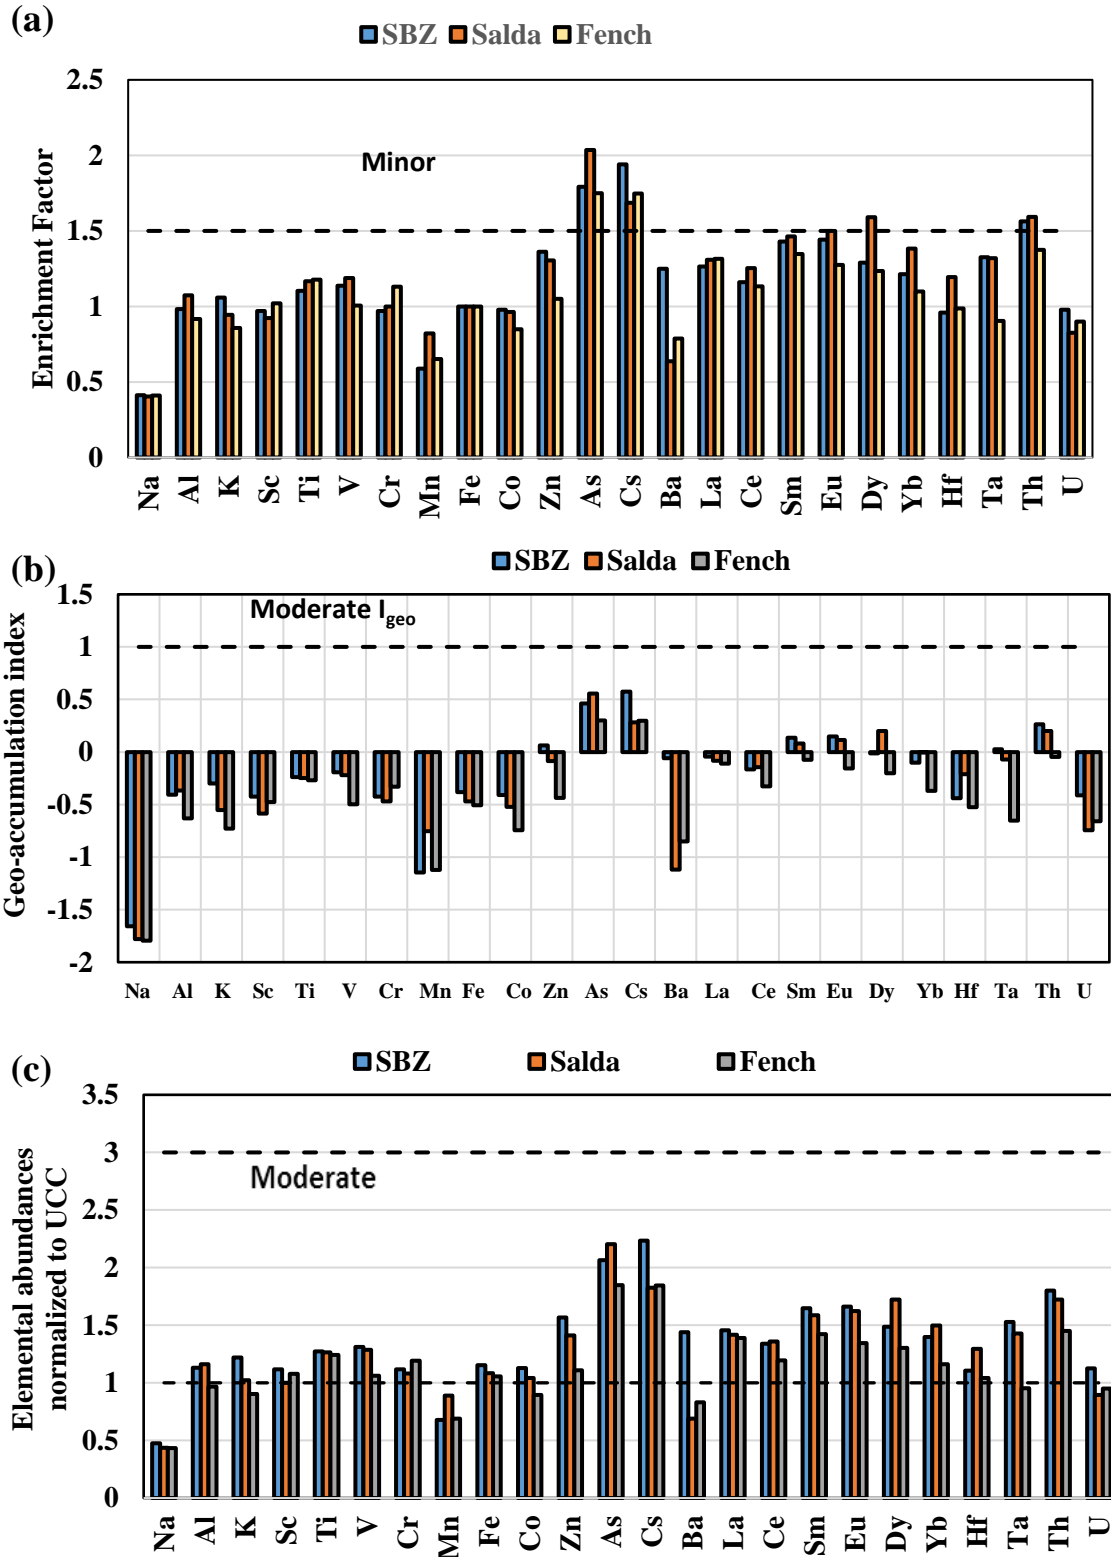 (a)
SBZ Salda Fench
Enrichment Factor
2.5
2
1.5
1
0.5
0
Minor
Na Al K Sc Ti V Cr Mn Fe Co Zn As Cs Ba La Ce Sm Eu Dy Yb Hf Ta Th U
(b)
SBZ Salda Fench
Geo-accumulation index
1.5
1
0.5
0
-0.5
-1
-1.5
-2
Moderate Igeo
Na Al K Sc Ti V Cr Mn Fe Co Zn As Cs Ba La Ce Sm Eu Dy Yb Hf Ta Th U
(c)
SBZ Salda Fench
Elemental abundances
normalized to UCC
3.5
3
2.5
2
1.5
1
0.5
0
Moderate
Na Al K Sc Ti V Cr Mn Fe Co Zn As Cs Ba La Ce Sm Eu Dy Yb Hf Ta Th U